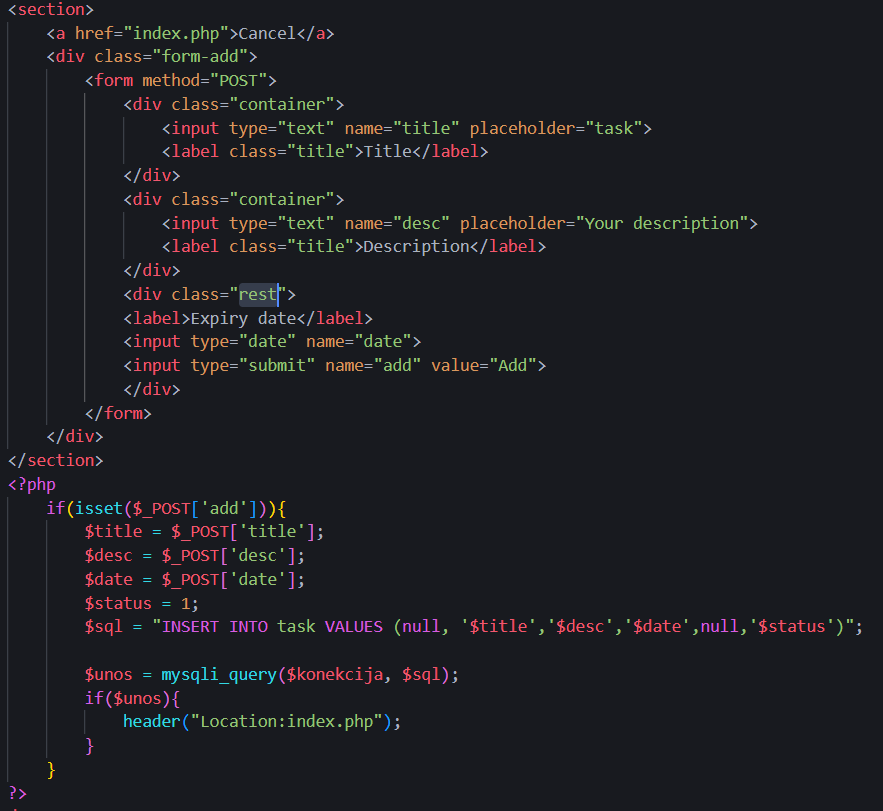 <section>
<a href="index.php">Cancel</a>
<div class="form-add">
<form method="POST">
<div class="container">
<input type="text" name="title" placeholder="task">
<label class="title">Title</label>
</div>
<div class="container">
<input type="text" name="desc" placeholder="Your description">
<label class="title">Description</label>
</div>
<div class="rest">
<label>Expiry date</label>
<input type="date" name="date">
<input type="submit" name="add" value="Add">
</div>
</form>
</div>
</section>
<?php
if(isset($_POST['add'])){
$title = $_POST['title'];
$desc = $_POST['desc'];
$date = $_POST['date'];
$status = 1;
$sql = "INSERT INTO task VALUES (null, '$title','$desc','$date',null,'$status')";
$unos = mysqli_query($konekcija, $sql);
if($unos){
header("Location:index.php");
}
}
?>